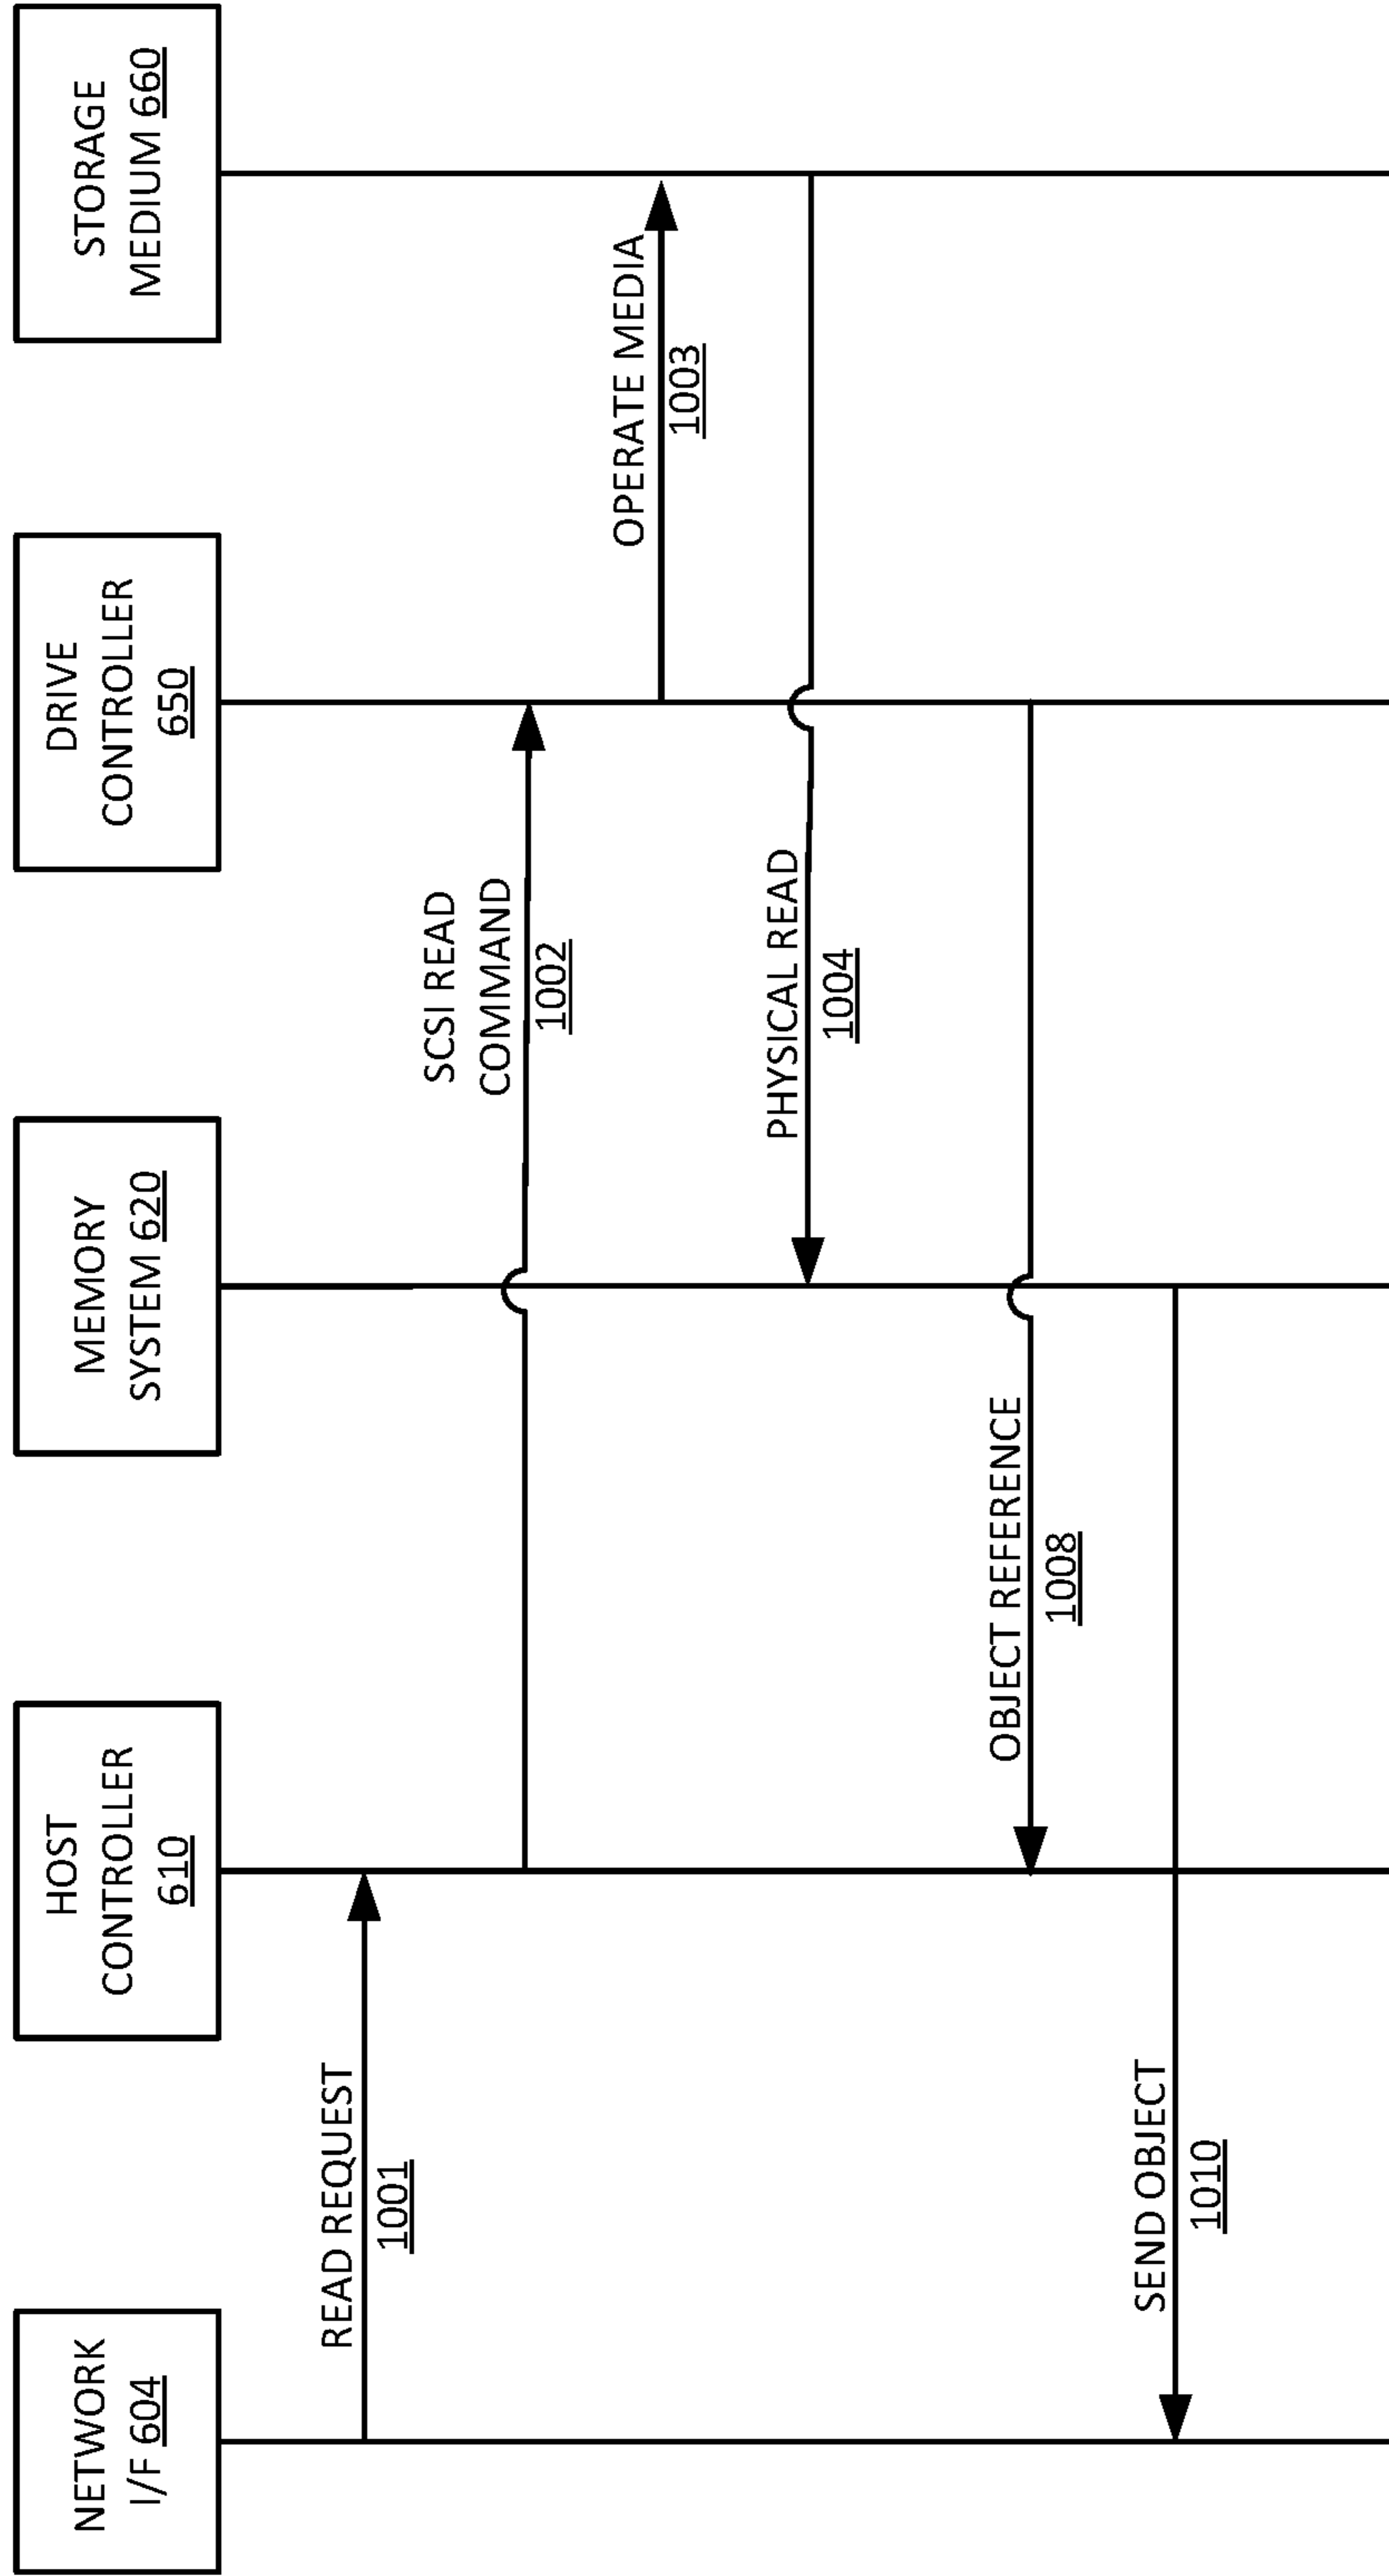 NETWORK
I/F 604
HOST
CONTROLLER
610
MEMORY
SYSTEM 620
DRIVE
CONTROLLER
650
STORAGE
MEDIUM 660
READ REQUEST
1001
SCSI READ
COMMAND
1002
OPERATE MEDIA
1003
PHYSICAL READ
1004
OBJECT REFERENCE
1008
SEND OBJECT
1010